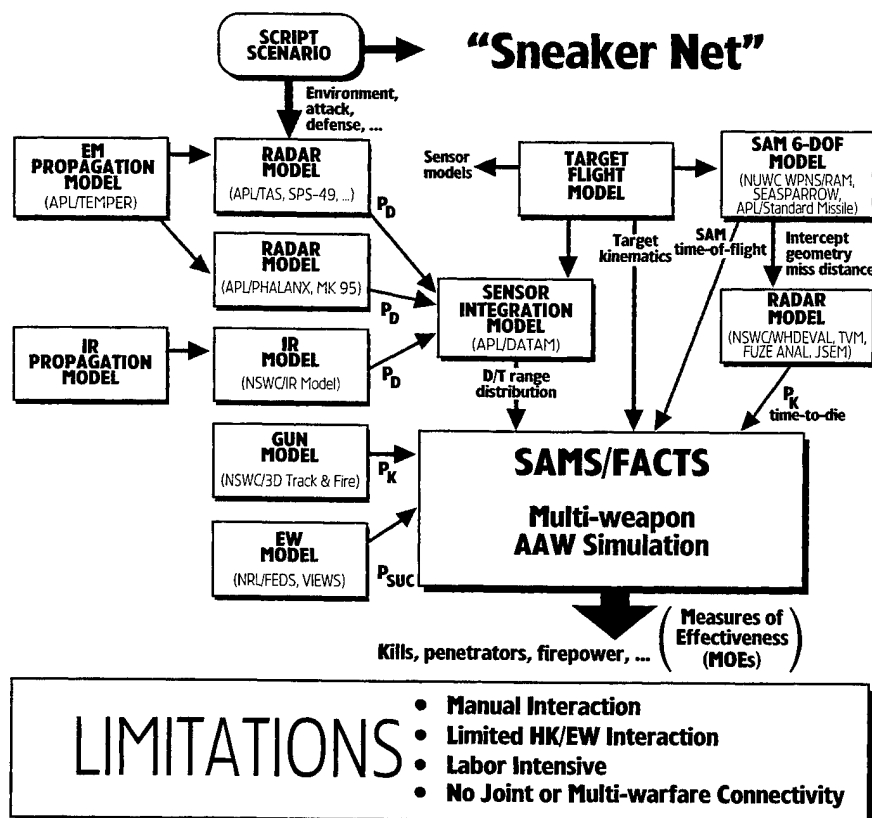 SCRIPT
SCENARIO
“Sneaker Net”
Environment,
attack,
defense, ...
EM
PROPAGATION
MODEL
(APL/TEMPER)
RADAR
MODEL
(APL/TAS, SPS-49, ...)
P_D
Sensor
models
TARGET
FLIGHT
MODEL
SAM 6-DOF
MODEL
(NUWC WPNS/RAM,
SEASPARROW,
APL/Standard Missile)
RADAR
MODEL
(APL/PHALANX, MK 95)
P_D
SENSOR
INTEGRATION
MODEL
(APL/DATAM)
Target
kinematics
SAM
time-of-flight
Intercept
geometry
miss distance
RADAR
MODEL
(NSWC/WHDEVAL, TVM,
FUZE ANAL, JSEM)
IR
PROPAGATION
MODEL
IR
MODEL
(NSWC/IR Model)
P_D
D/T range
distribution
P_K
time-to-die
GUN
MODEL
(NSWC/3D Track & Fire)
P_K
EW
MODEL
(NRL/FEDS, VIEWS)
P_SUC
SAMS/FACTS
Multi-weapon
AAW Simulation
Kills, penetrators, firepower, ...
(Measures of
Effectiveness
(MOEs))
LIMITATIONS
• Manual Interaction
• Limited HK/EW Interaction
• Labor Intensive
• No Joint or Multi-warfare Connectivity